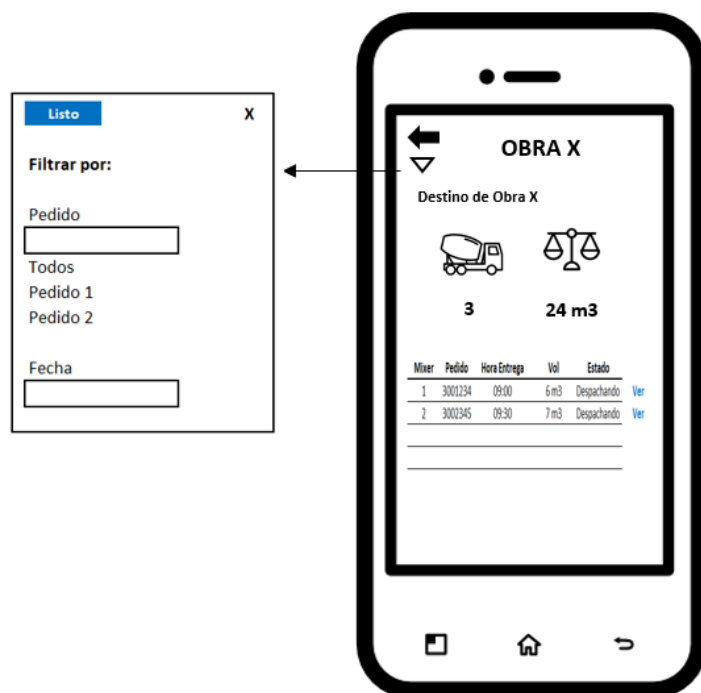 Listo X
Filtrar por:
Pedido
Todos
Pedido 1
Pedido 2
Fecha
OBRA X
Destino de Obra X
3 24 m3
Mixer Pedido Hora Entrega Vol Estado
1 3001234 09:00 6 m3 Despachando Ver
2 3002345 09:30 7 m3 Despachando Ver